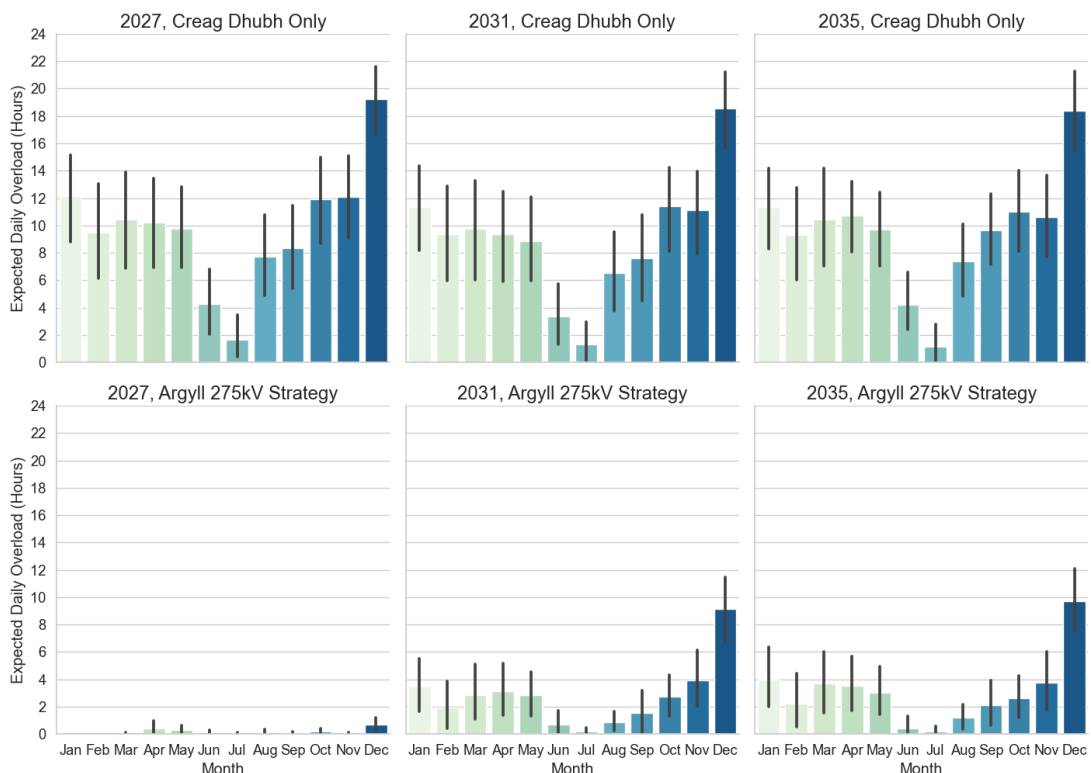 2027, Creag Dhubh Only
2031, Creag Dhubh Only
2035, Creag Dhubh Only
Expected Daily Overload (Hours)
24
22
20
18
16
14
12
10
8
6
4
2
0
2027, Argyll 275kV Strategy
2031, Argyll 275kV Strategy
2035, Argyll 275kV Strategy
Expected Daily Overload (Hours)
24
22
20
18
16
14
12
10
8
6
4
2
0
Jan Feb Mar Apr May Jun Jul Aug Sep Oct Nov Dec
Jan Feb Mar Apr May Jun Jul Aug Sep Oct Nov Dec
Jan Feb Mar Apr May Jun Jul Aug Sep Oct Nov Dec
Month
Month
Month